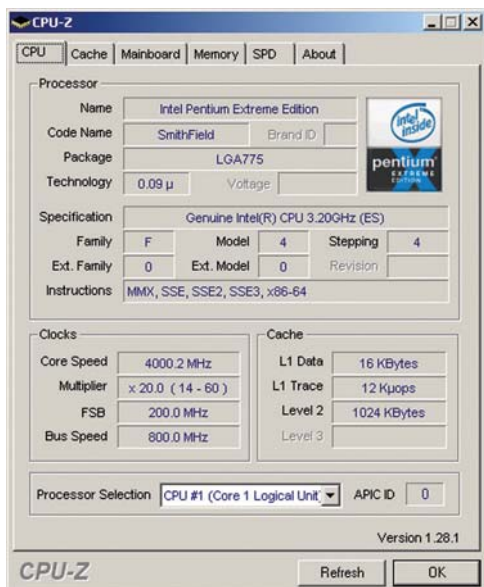 CPU-Z
CPU Cache Mainboard Memory SPD About
Processor
Name Intel Pentium Extreme Edition
Code Name SmithField Brand ID
Package LGA775
Technology 0.09 µ Voltage
intel inside
pentium
EXTREME
EDITION
Specification Genuine Intel(R) CPU 3.20GHz (ES)
Family F Model 4 Stepping 4
Ext. Family 0 Ext. Model 0 Revision
Instructions MMX, SSE, SSE2, SSE3, x86-64
Clocks
Core Speed 4000.2 MHz
Multiplier x 20.0 ( 14 - 60 )
FSB 200.0 MHz
Bus Speed 800.0 MHz
Cache
L1 Data 16 KBytes
L1 Trace 12 Kµops
Level 2 1024 KBytes
Level 3
Processor Selection CPU #1 (Core 1 Logical Unit APIC ID 0
Version 1.28.1
CPU-Z Refresh OK